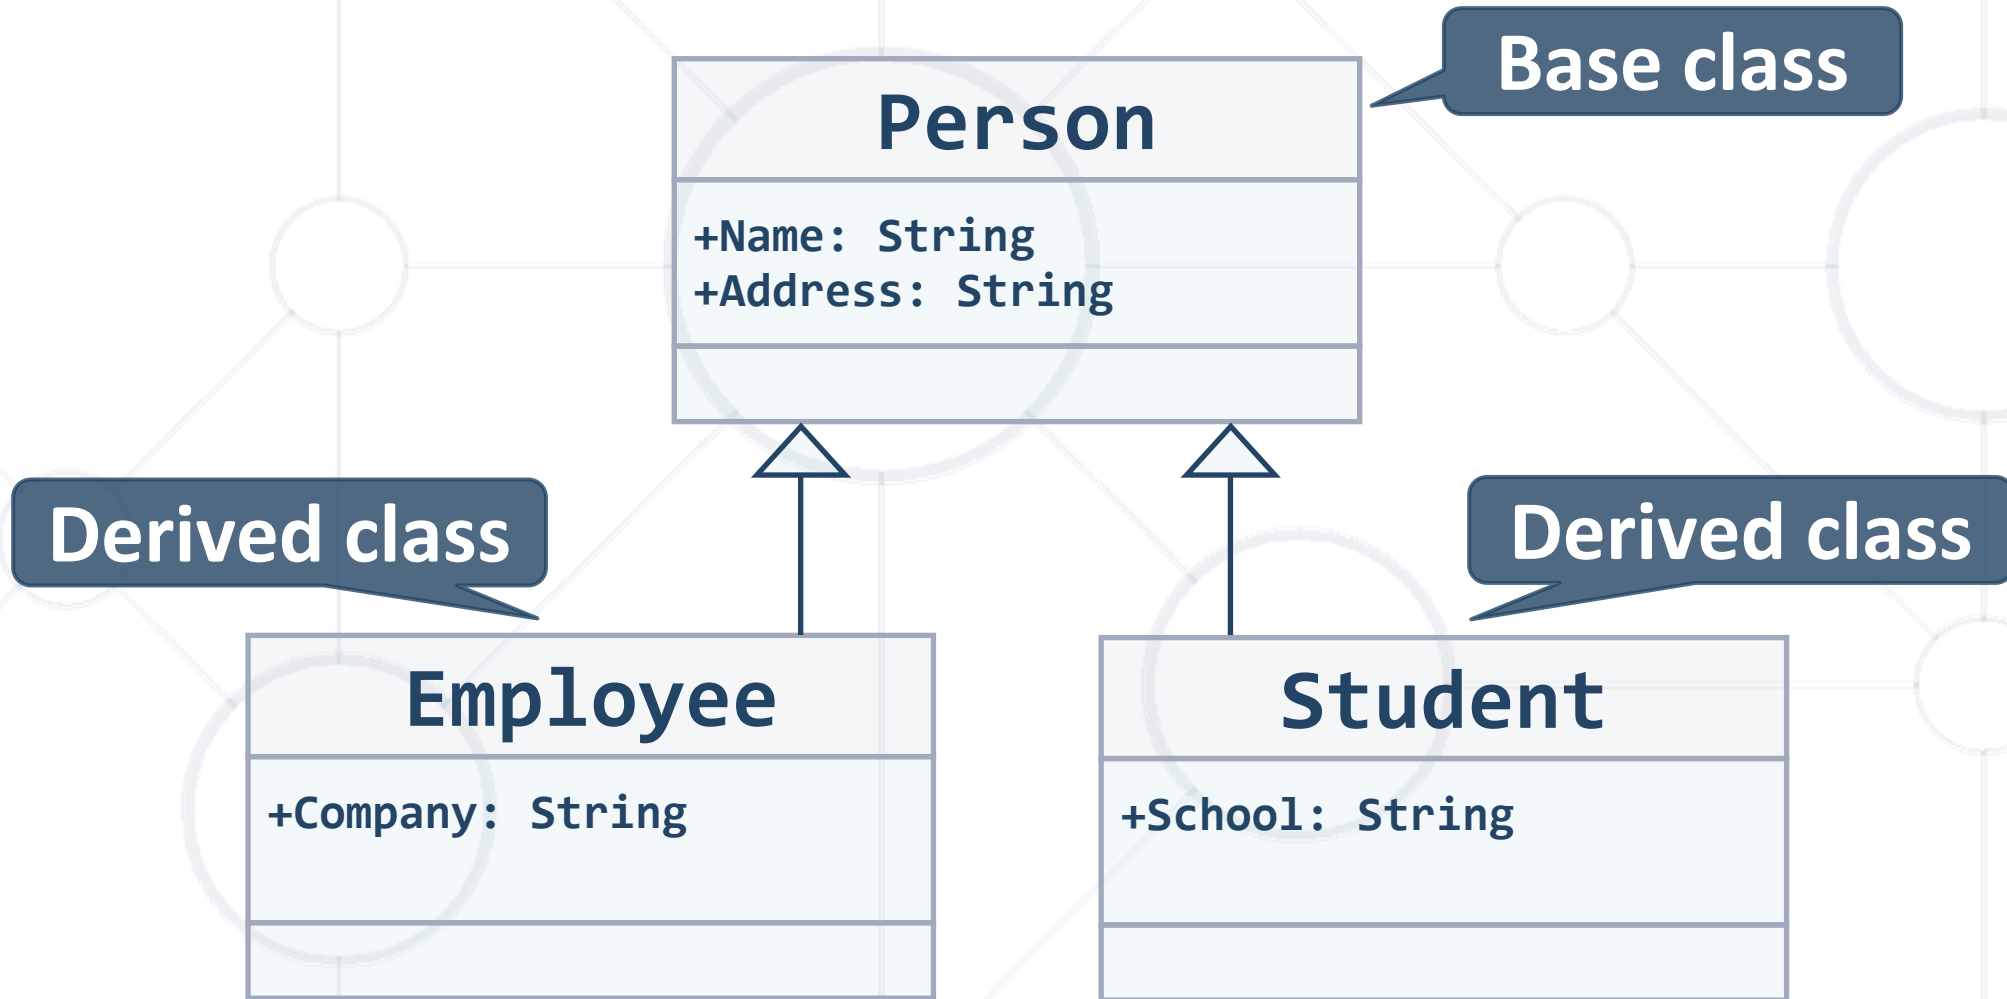 Base class
Person
+Name: String
+Address: String
Derived class
Derived class
Employee
+Company: String
Student
+School: String